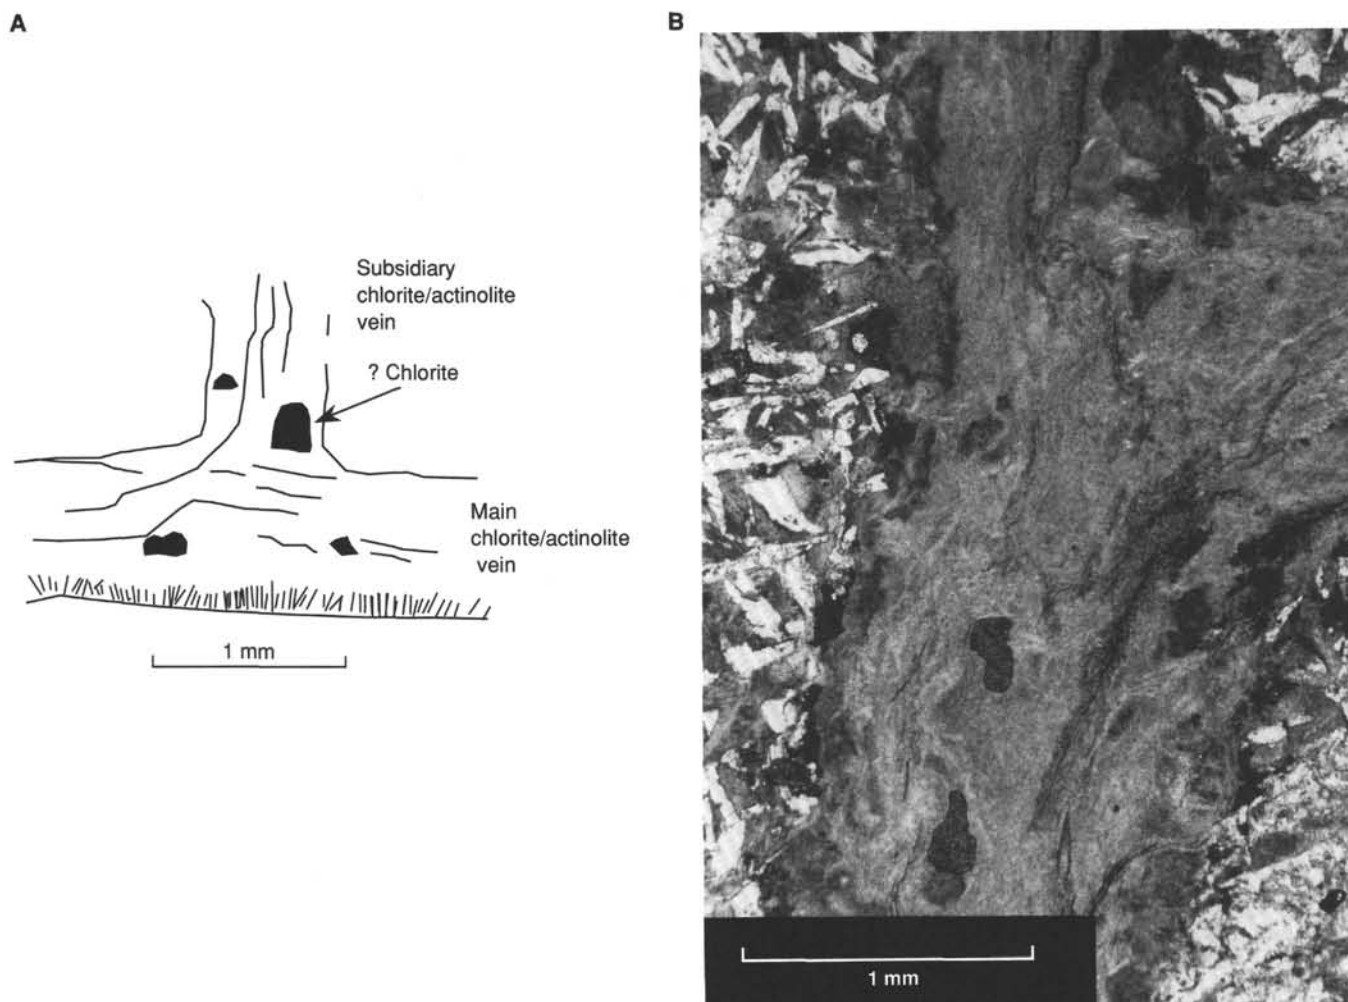 A
B
Subsidiary
chlorite/actinolite
vein
? Chlorite
Main
chlorite/actinolite
vein
1 mm
1 mm